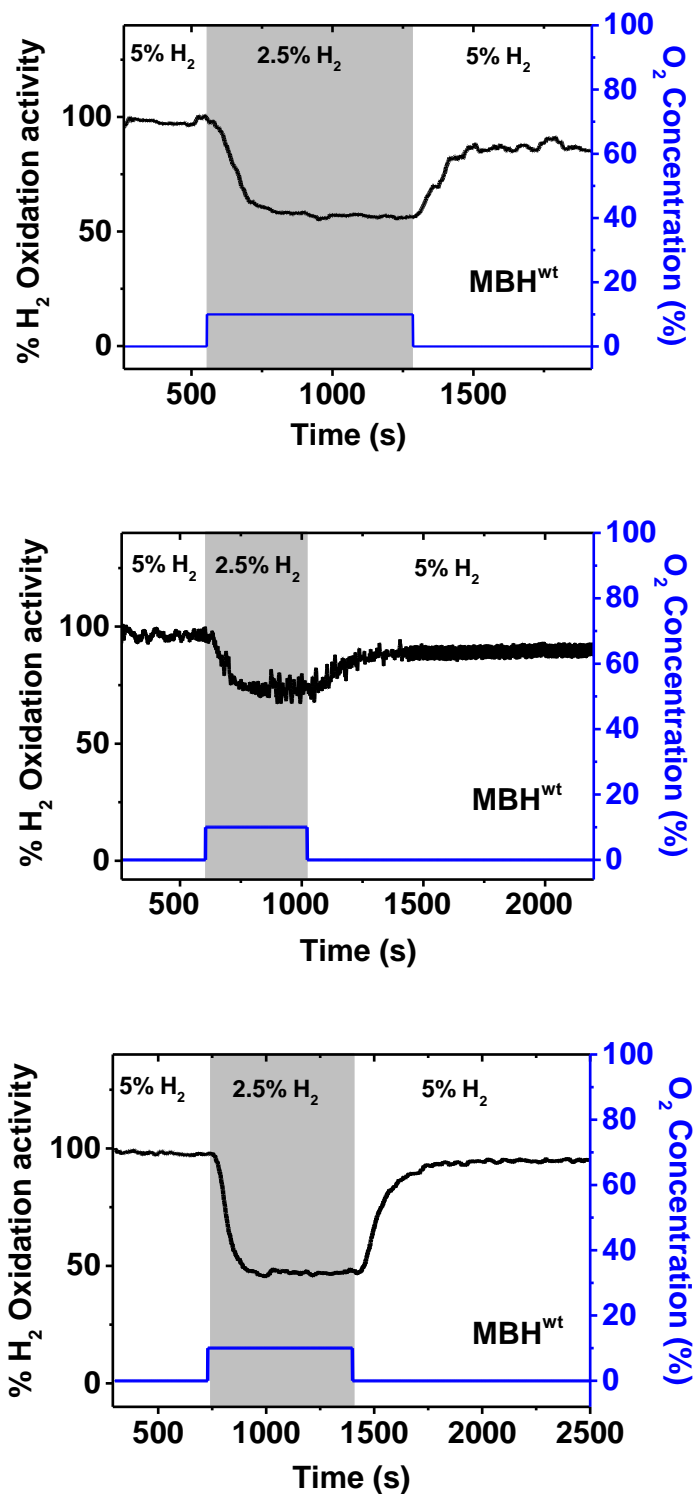 5% H2 2.5% H2 5% H2
% H2 Oxidation activity
100
50
0
100
80
60
40
20
0
O2 Concentration (%)
MBHwt
500 1000 1500
Time (s)
5% H2 2.5% H2 5% H2
% H2 Oxidation activity
100
50
0
100
80
60
40
20
0
O2 Concentration (%)
MBHwt
500 1000 1500 2000
Time (s)
5% H2 2.5% H2 5% H2
% H2 Oxidation activity
100
50
0
100
80
60
40
20
0
O2 Concentration (%)
MBHwt
500 1000 1500 2000 2500
Time (s)